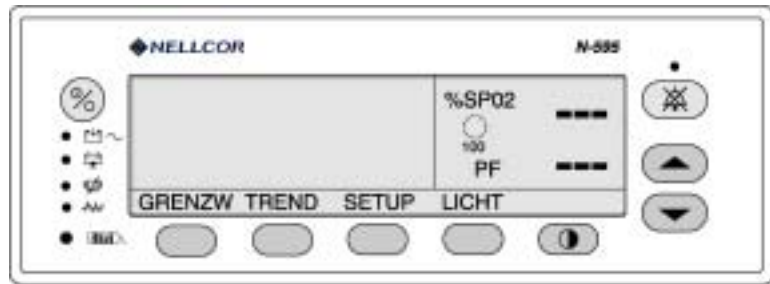 NELLCOR
N-595
%
%SP02
---
100
PF
---
GRENZW TREND SETUP LICHT